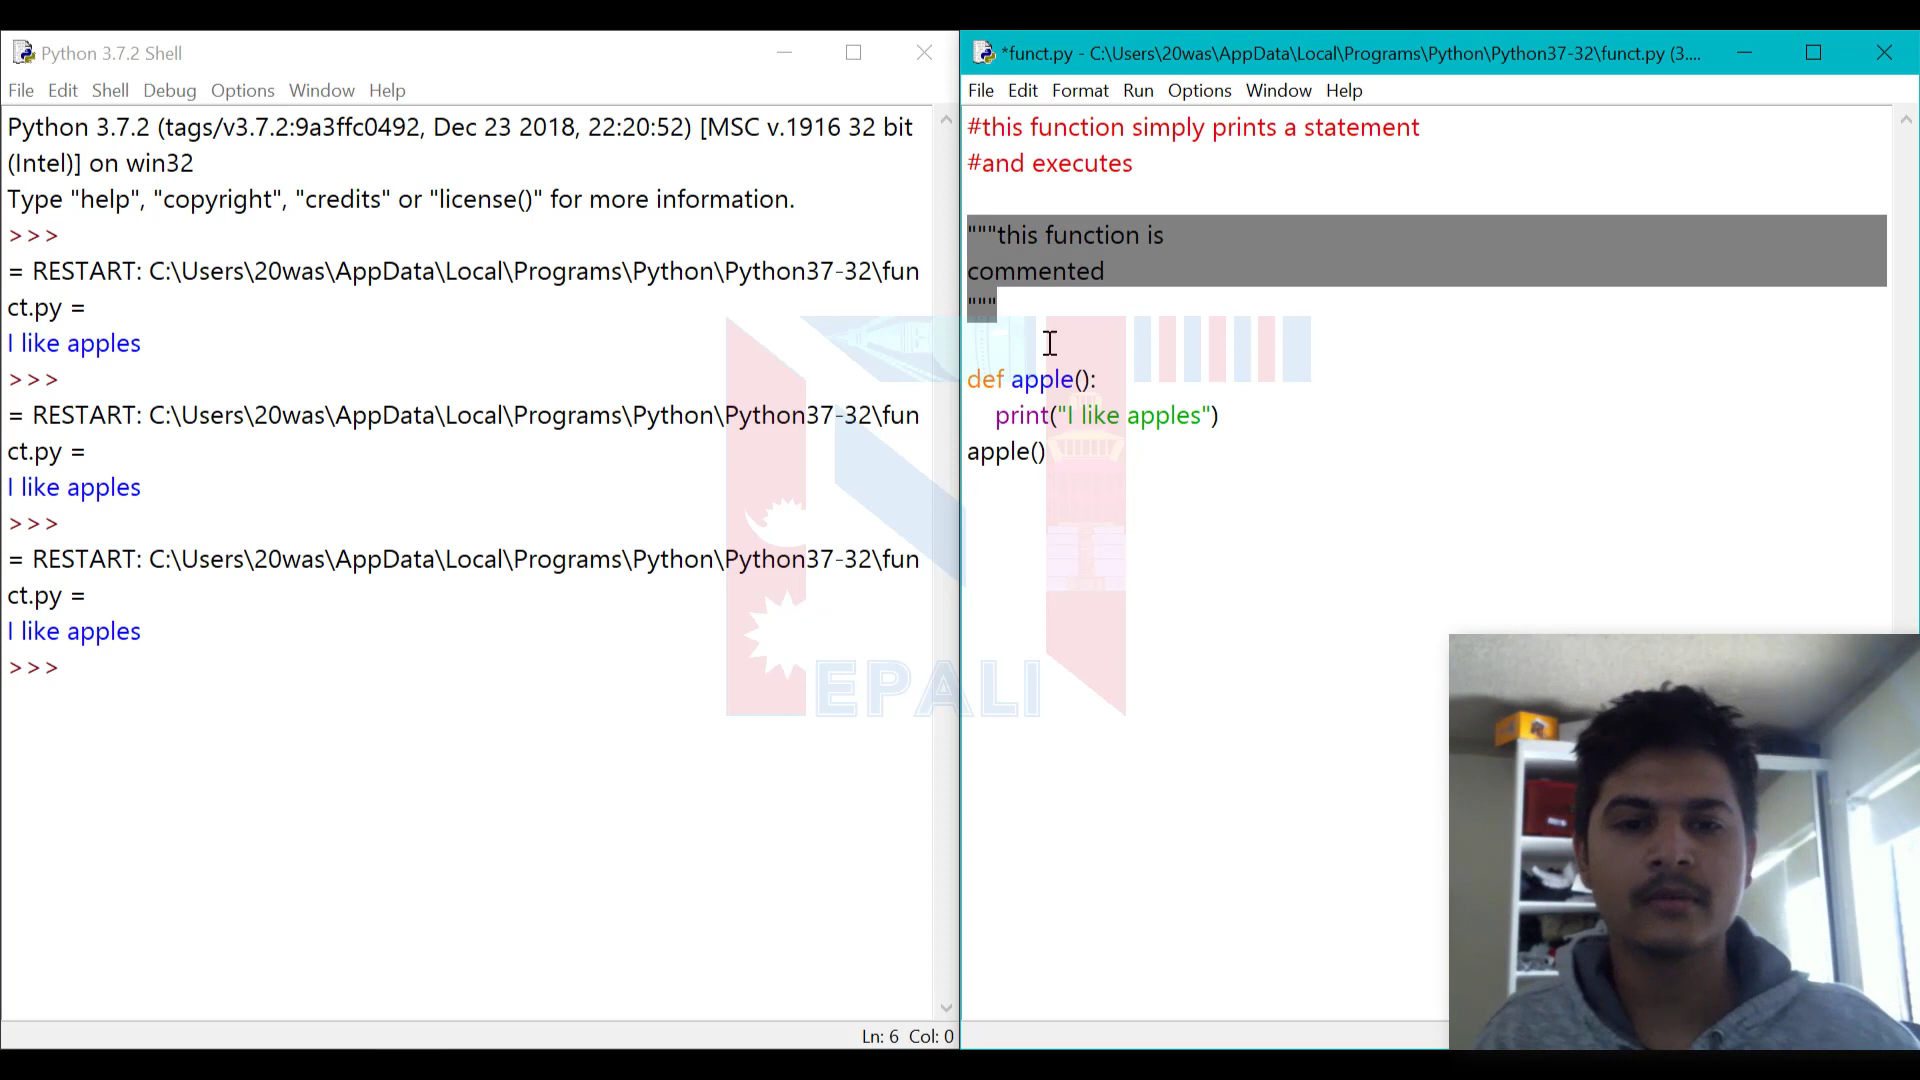 Python 3.7.2 Shell
File Edit Shell Debug Options Window Help
Python 3.7.2 (tags/v3.7.2:9a3ffc0492, Dec 23 2018, 22:20:52) [MSC v.1916 32 bit
(Intel)] on win32
Type "help", "copyright", "credits" or "license()" for more information.
>>>
= RESTART: C:\Users\20was\AppData\Local\Programs\Python\Python37-32\fun
ct.py =
I like apples
>>>
= RESTART: C:\Users\20was\AppData\Local\Programs\Python\Python37-32\fun
ct.py =
I like apples
>>>
= RESTART: C:\Users\20was\AppData\Local\Programs\Python\Python37-32\fun
ct.py =
I like apples
>>>
Ln: 6 Col: 0
*funct.py - C:\Users\20was\AppData\Local\Programs\Python\Python37-32\funct.py (3....
File Edit Format Run Options Window Help
#this function simply prints a statement
#and executes
"""this function is
commented
"""
def apple():
print("I like apples")
apple()
EPALI